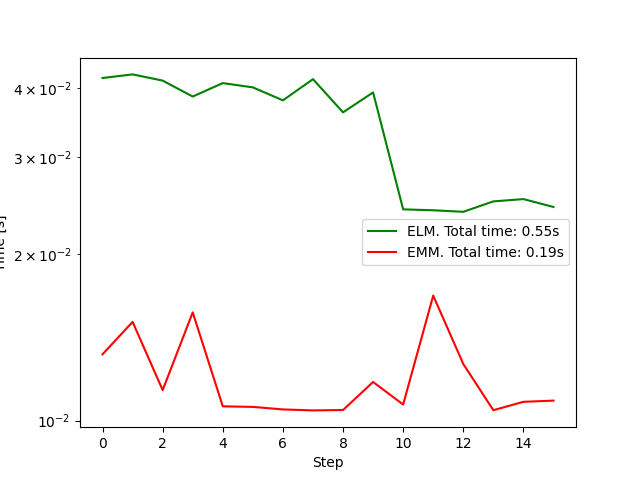 4 × 10⁻²
3 × 10⁻²
2 × 10⁻²
10⁻²
Time [s]
ELM. Total time: 0.55s
EMM. Total time: 0.19s
0 2 4 6 8 10 12 14
Step